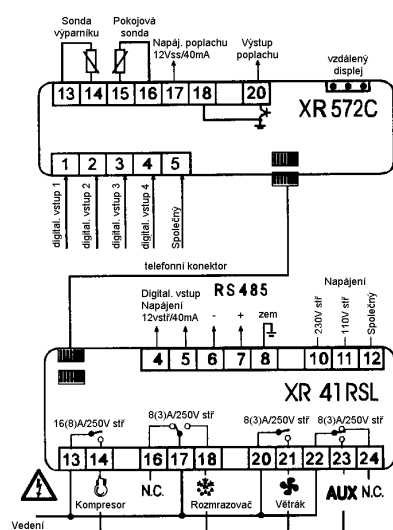 Sonda výparníku
Pokojová sonda
Napáj. poplachu 12Vss/40mA
Výstup poplachu
vzdálený displej
13 14 15 16 17 18 20
XR 572C
1 2 3 4 5
digital. vstup 1
digital. vstup 2
digital. vstup 3
digital. vstup 4
Společný
telefonní konektor
RS 485
Digital. vstup
Napájení
12vstř/40mA
-
+
zem
Napájení
230V stř
110V stř
Společný
4 5 6 7 8 10 11 12
XR 41RSL
16(8)A/250V stř
8(3)A/250V stř
8(3)A/250V stř
8(3)A/250V stř
13 14 16 17 18 20 21 22 23 24
Kompresor
N.C.
Rozmrazovač
Větrák
AUX
N.C.
Vedení